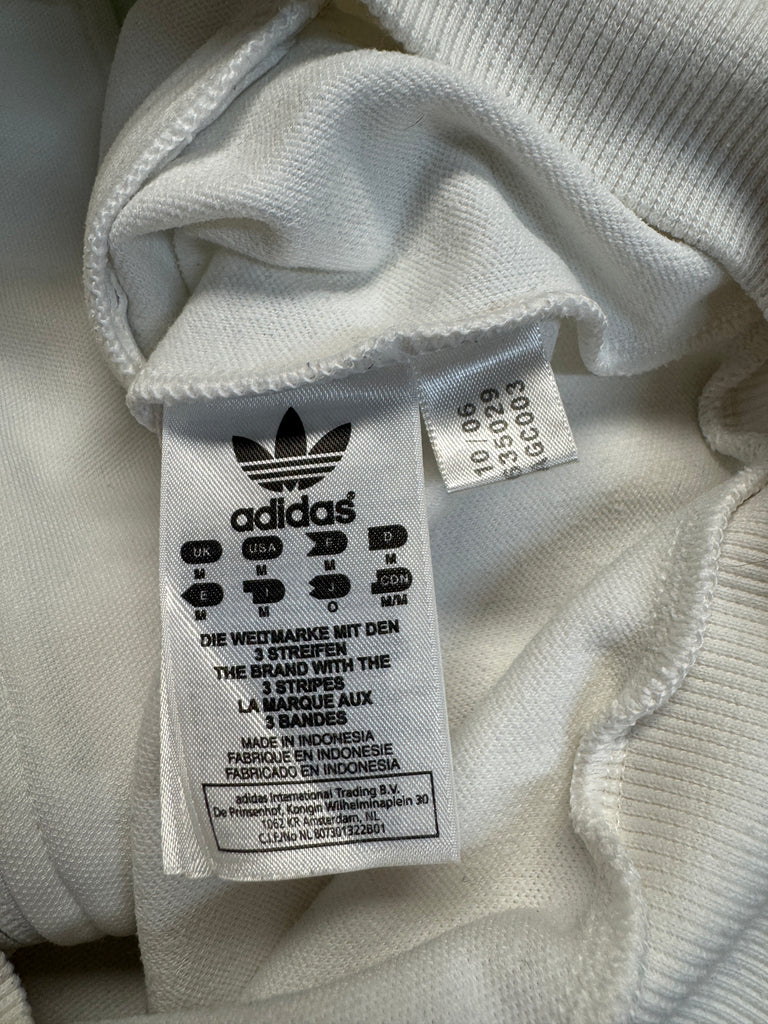 adidas
UK USA F D
M M M M
E I J CDN
M M O M/M
DIE WELTMARKE MIT DEN
3 STREIFEN
THE BRAND WITH THE
3 STRIPES
LA MARQUE AUX
3 BANDES
MADE IN INDONESIA
FABRIQUE EN INDONESIE
FABRICADO EN INDONESIA
adidas International Trading B.V.
De Prinsenhof, Konigin Wilhelminaplein 30
1062 KR Amsterdam, NL
C.I.F./No NL 807301322B01
10/06
635029
GC003